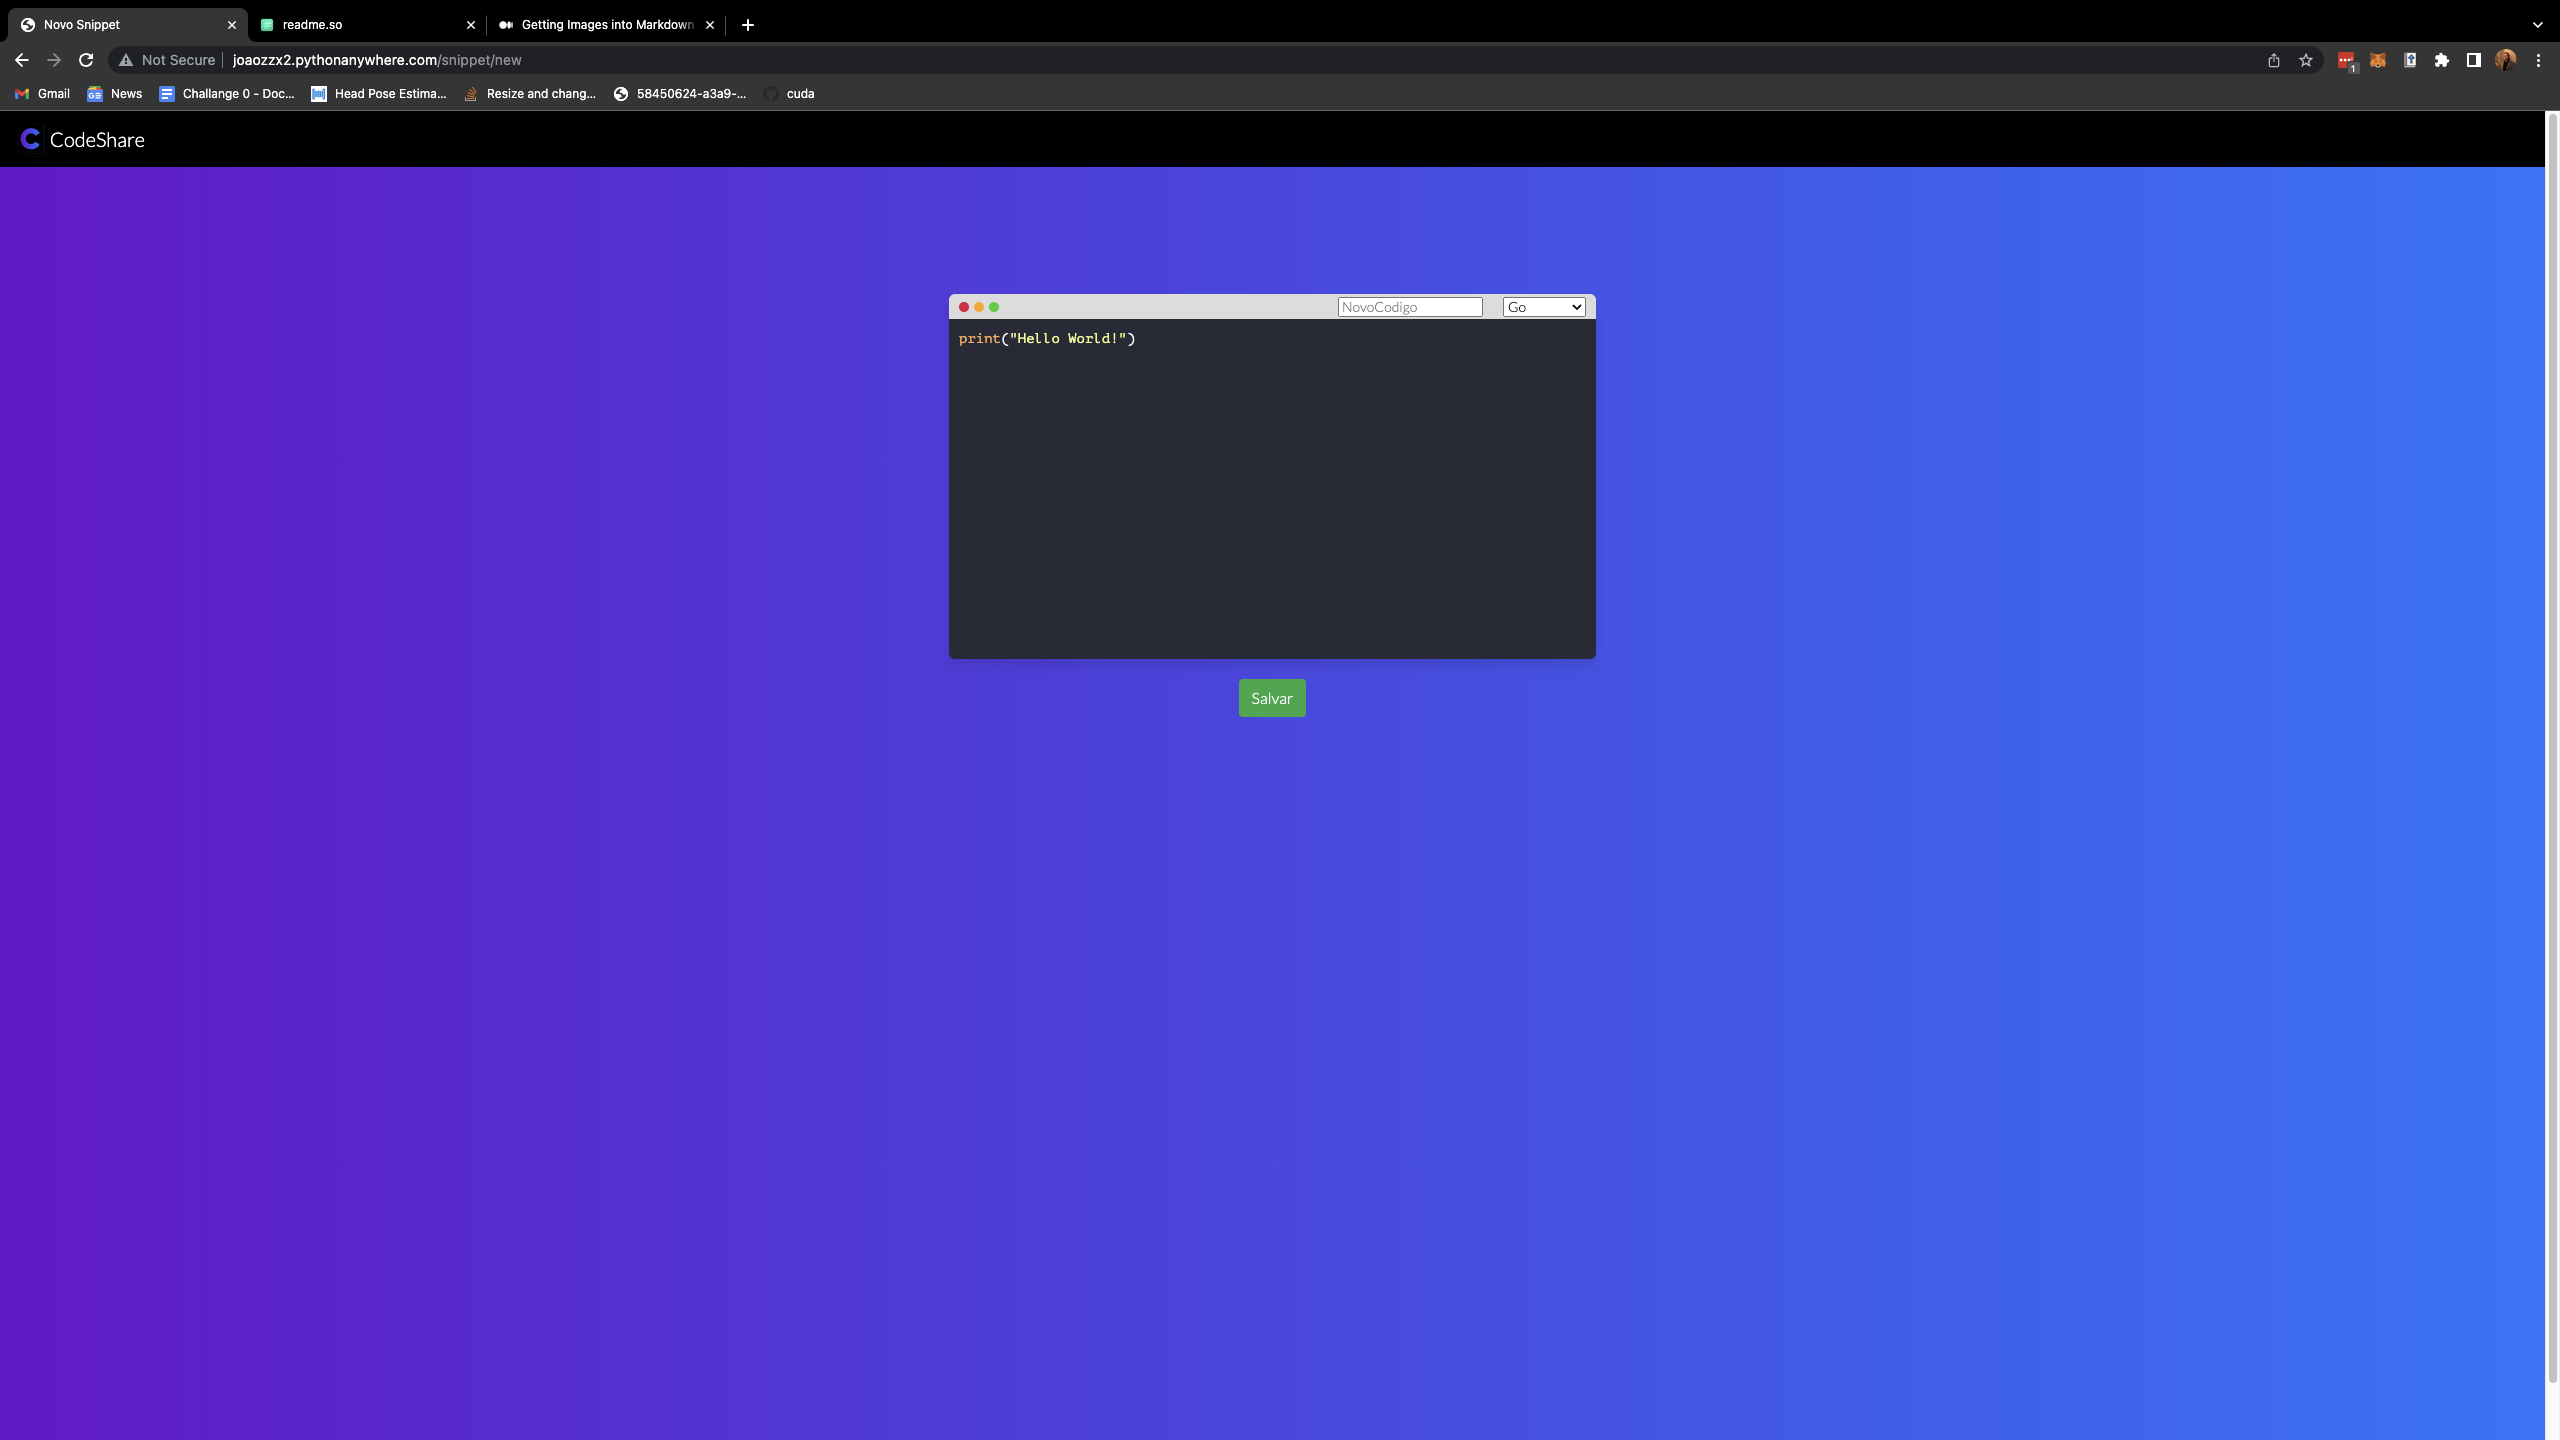 Novo Snippet
readme.so
Getting Images into Markdown
Not Secure
joaozzx2.pythonanywhere.com/snippet/new
1
Gmail
News
Challange 0 - Doc...
Head Pose Estima...
Resize and chang...
58450624-a3a9-...
cuda
CodeShare
NovoCodigo
Go
print("Hello World!")
Salvar